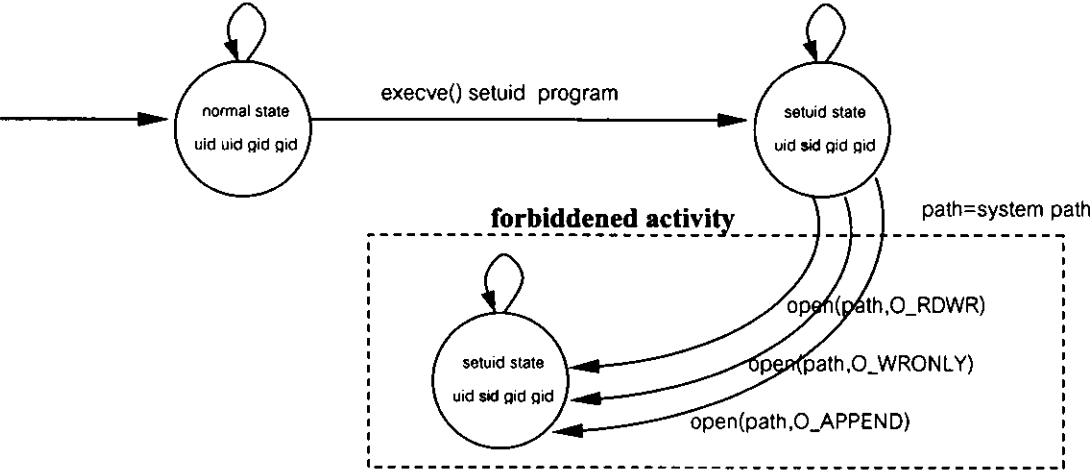 execve() setuid program
normal state
uid uid gid gid
setuid state
uid sid gid gid
path=system path
forbiddened activity
open(path,O_RDWR)
setuid state
uid sid gid gid
open(path,O_WRONLY)
open(path,O_APPEND)